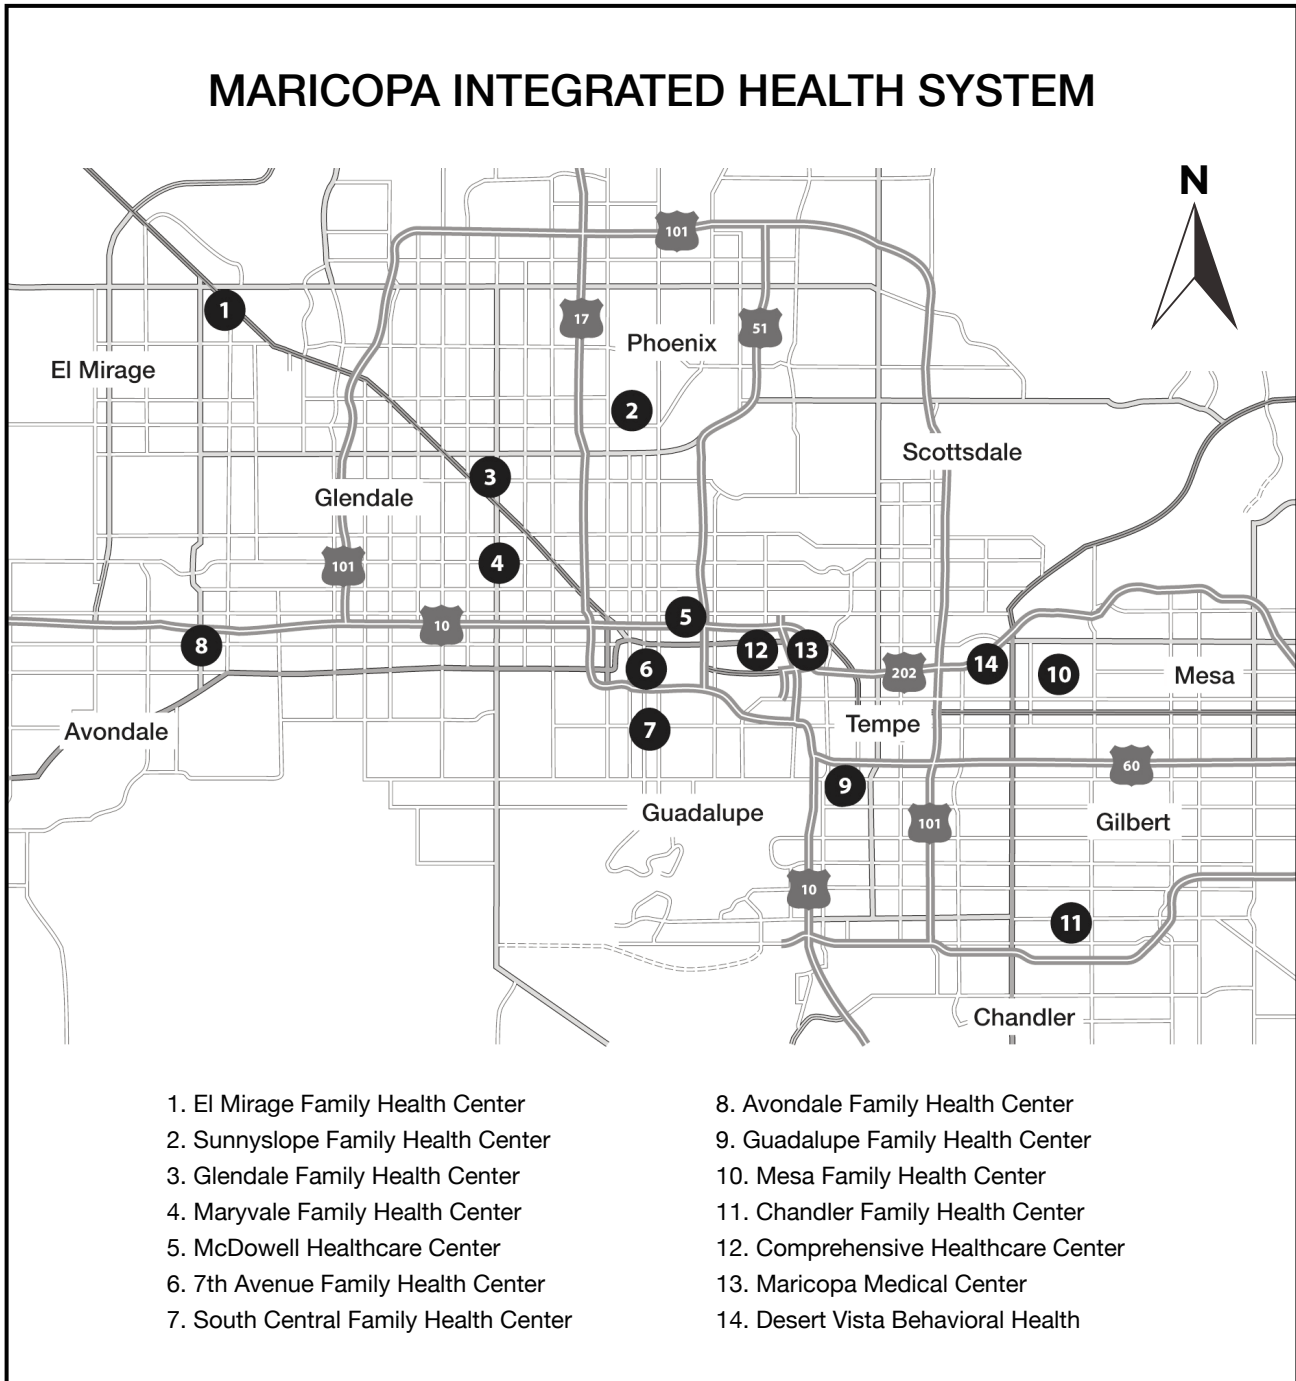 MARICOPA INTEGRATED HEALTH SYSTEM
N
101
1
17
51
Phoenix
El Mirage
2
Scottsdale
3
Glendale
4
101
5
10
8
12
13
6
14
202
10
Mesa
7
Avondale
Tempe
60
9
Guadalupe
101
Gilbert
10
11
Chandler
1. El Mirage Family Health Center
2. Sunnyslope Family Health Center
3. Glendale Family Health Center
4. Maryvale Family Health Center
5. McDowell Healthcare Center
6. 7th Avenue Family Health Center
7. South Central Family Health Center
8. Avondale Family Health Center
9. Guadalupe Family Health Center
10. Mesa Family Health Center
11. Chandler Family Health Center
12. Comprehensive Healthcare Center
13. Maricopa Medical Center
14. Desert Vista Behavioral Health